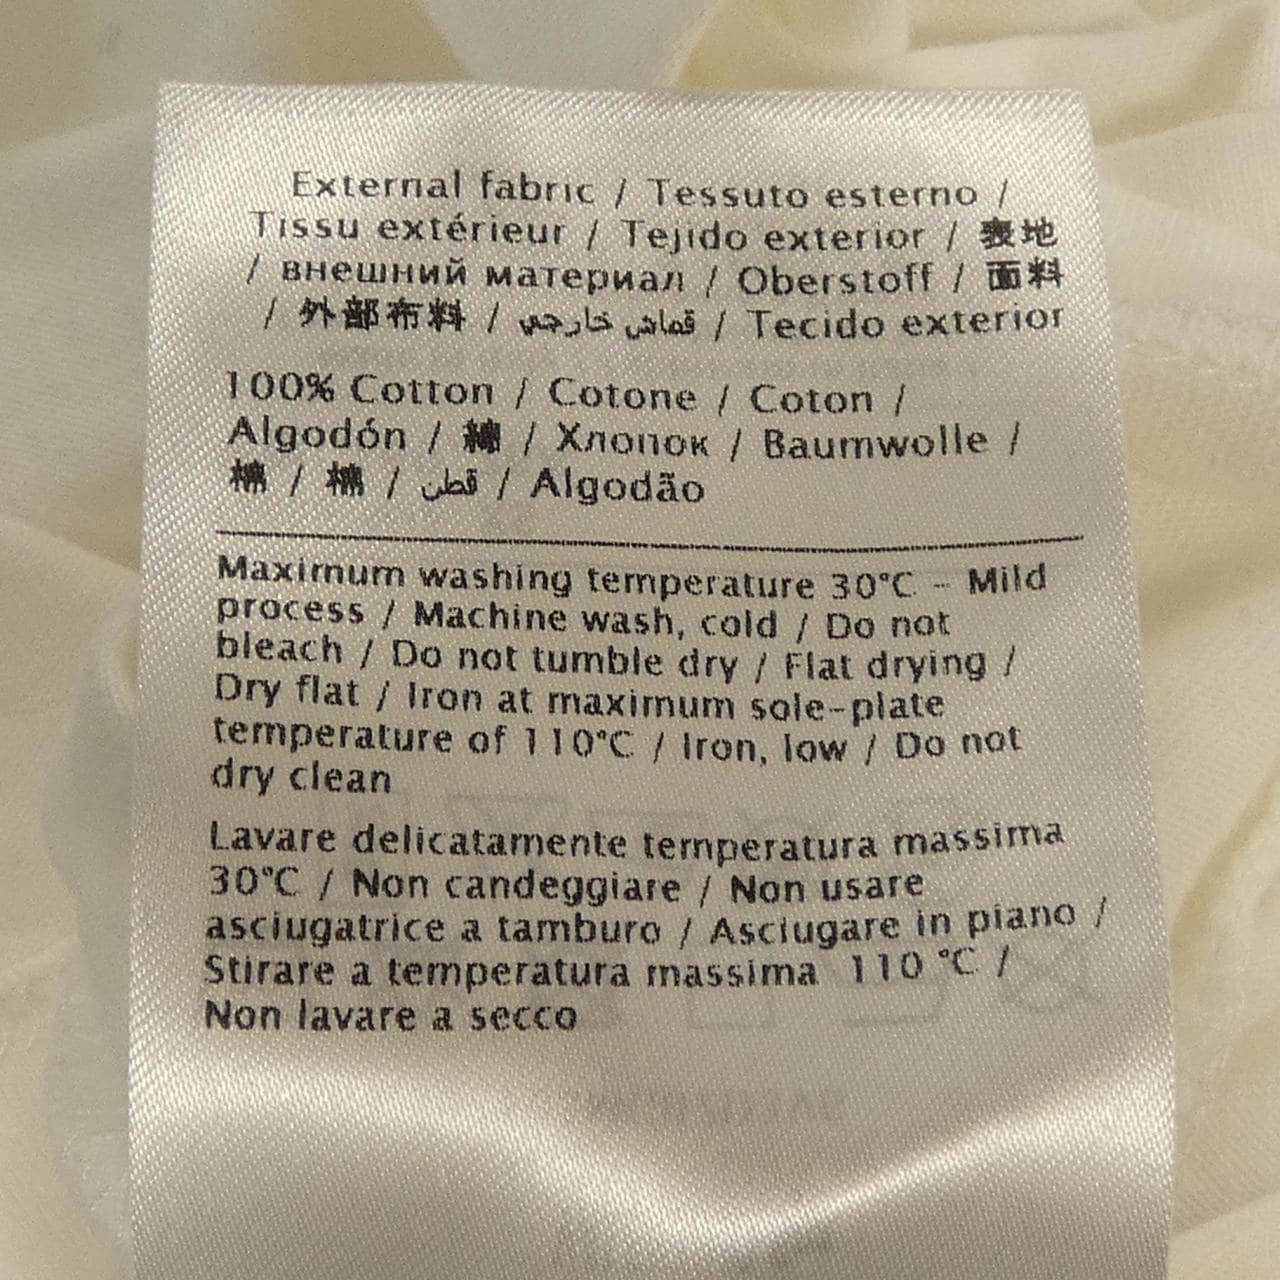 External fabric / Tessuto esterno /
Tissu extérieur / Tejido exterior / 表地
/ внешний материал / Oberstoff / 面料
/ 外部布料 / قماش خارجي / Tecido exterior
100% Cotton / Cotone / Coton /
Algodón / 綿 / Хлопок / Baumwolle /
棉 / 棉 / قطن / Algodão
Maximum washing temperature 30°C - Mild
process / Machine wash, cold / Do not
bleach / Do not tumble dry / Flat drying /
Dry flat / Iron at maximum sole-plate
temperature of 110°C / Iron, low / Do not
dry clean
Lavare delicatamente temperatura massima
30°C / Non candeggiare / Non usare
asciugatrice a tamburo / Asciugare in piano /
Stirare a temperatura massima 110 °C /
Non lavare a secco